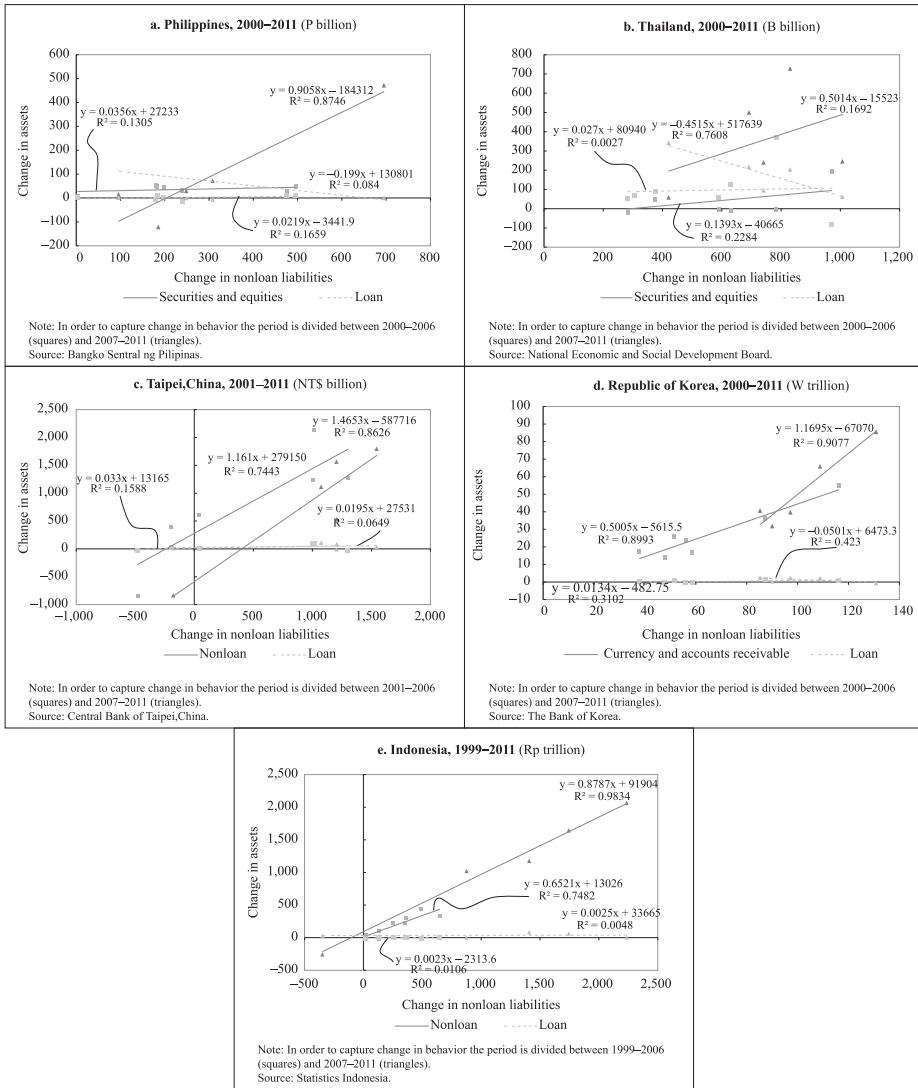 a. Philippines, 2000–2011 (P billion)
600
500
400
300
200
100
0
−100
−200
0
100
200
300
400
500
600
700
800
Change in assets
y = 0.0356x + 27233
R² = 0.1305
y = 0.9058x − 184312
R² = 0.8746
y = −0.199x + 130801
R² = 0.084
y = 0.0219x − 3441.9
R² = 0.1659
Change in nonloan liabilities
Securities and equities
Loan
Note: In order to capture change in behavior the period is divided between 2000–2006
(squares) and 2007–2011 (triangles).
Source: Bangko Sentral ng Pilipinas.
b. Thailand, 2000–2011 (B billion)
800
700
600
500
400
300
200
100
0
−100
−200
0
200
400
600
800
1,000
1,200
Change in assets
y = 0.027x + 80940
R² = 0.0027
y = −0.4515x + 517639
R² = 0.7608
y = 0.5014x − 15523
R² = 0.1692
y = 0.1393x − 40665
R² = 0.2284
Change in nonloan liabilities
Securities and equities
Loan
Note: In order to capture change in behavior the period is divided between 2000–2006
(squares) and 2007–2011 (triangles).
Source: National Economic and Social Development Board.
c. Taipei,China, 2001–2011 (NT$ billion)
2,500
2,000
1,500
1,000
500
0
−500
−1,000
−1,000
−500
0
500
1,000
1,500
2,000
Change in assets
y = 1.4653x − 587716
R² = 0.8626
y = 1.161x + 279150
R² = 0.7443
y = 0.033x + 13165
R² = 0.1588
y = 0.0195x + 27531
R² = 0.0649
Change in nonloan liabilities
Nonloan
Loan
Note: In order to capture change in behavior the period is divided between 2001–2006
(squares) and 2007–2011 (triangles).
Source: Central Bank of Taipei,China.
d. Republic of Korea, 2000–2011 (W trillion)
100
90
80
70
60
50
40
30
20
10
0
−10
0
20
40
60
80
100
120
140
Change in assets
y = 1.1695x − 67070
R² = 0.9077
y = 0.5005x − 5615.5
R² = 0.8993
y = -0.0501x + 6473.3
R² = 0.423
y = 0.0134x − 482.75
R² = 0.3102
Change in nonloan liabilities
Currency and accounts receivable
Loan
Note: In order to capture change in behavior the period is divided between 2000–2006
(squares) and 2007–2011 (triangles).
Source: The Bank of Korea.
e. Indonesia, 1999–2011 (Rp trillion)
2,500
2,000
1,500
1,000
500
0
−500
−500
0
500
1,000
1,500
2,000
2,500
Change in assets
y = 0.8787x + 91904
R² = 0.9834
y = 0.6521x + 13026
R² = 0.7482
y = 0.0025x + 33665
R² = 0.0048
y = 0.0023x − 2313.6
R² = 0.0106
Change in nonloan liabilities
Nonloan
Loan
Note: In order to capture change in behavior the period is divided between 1999–2006
(squares) and 2007–2011 (triangles).
Source: Statistics Indonesia.